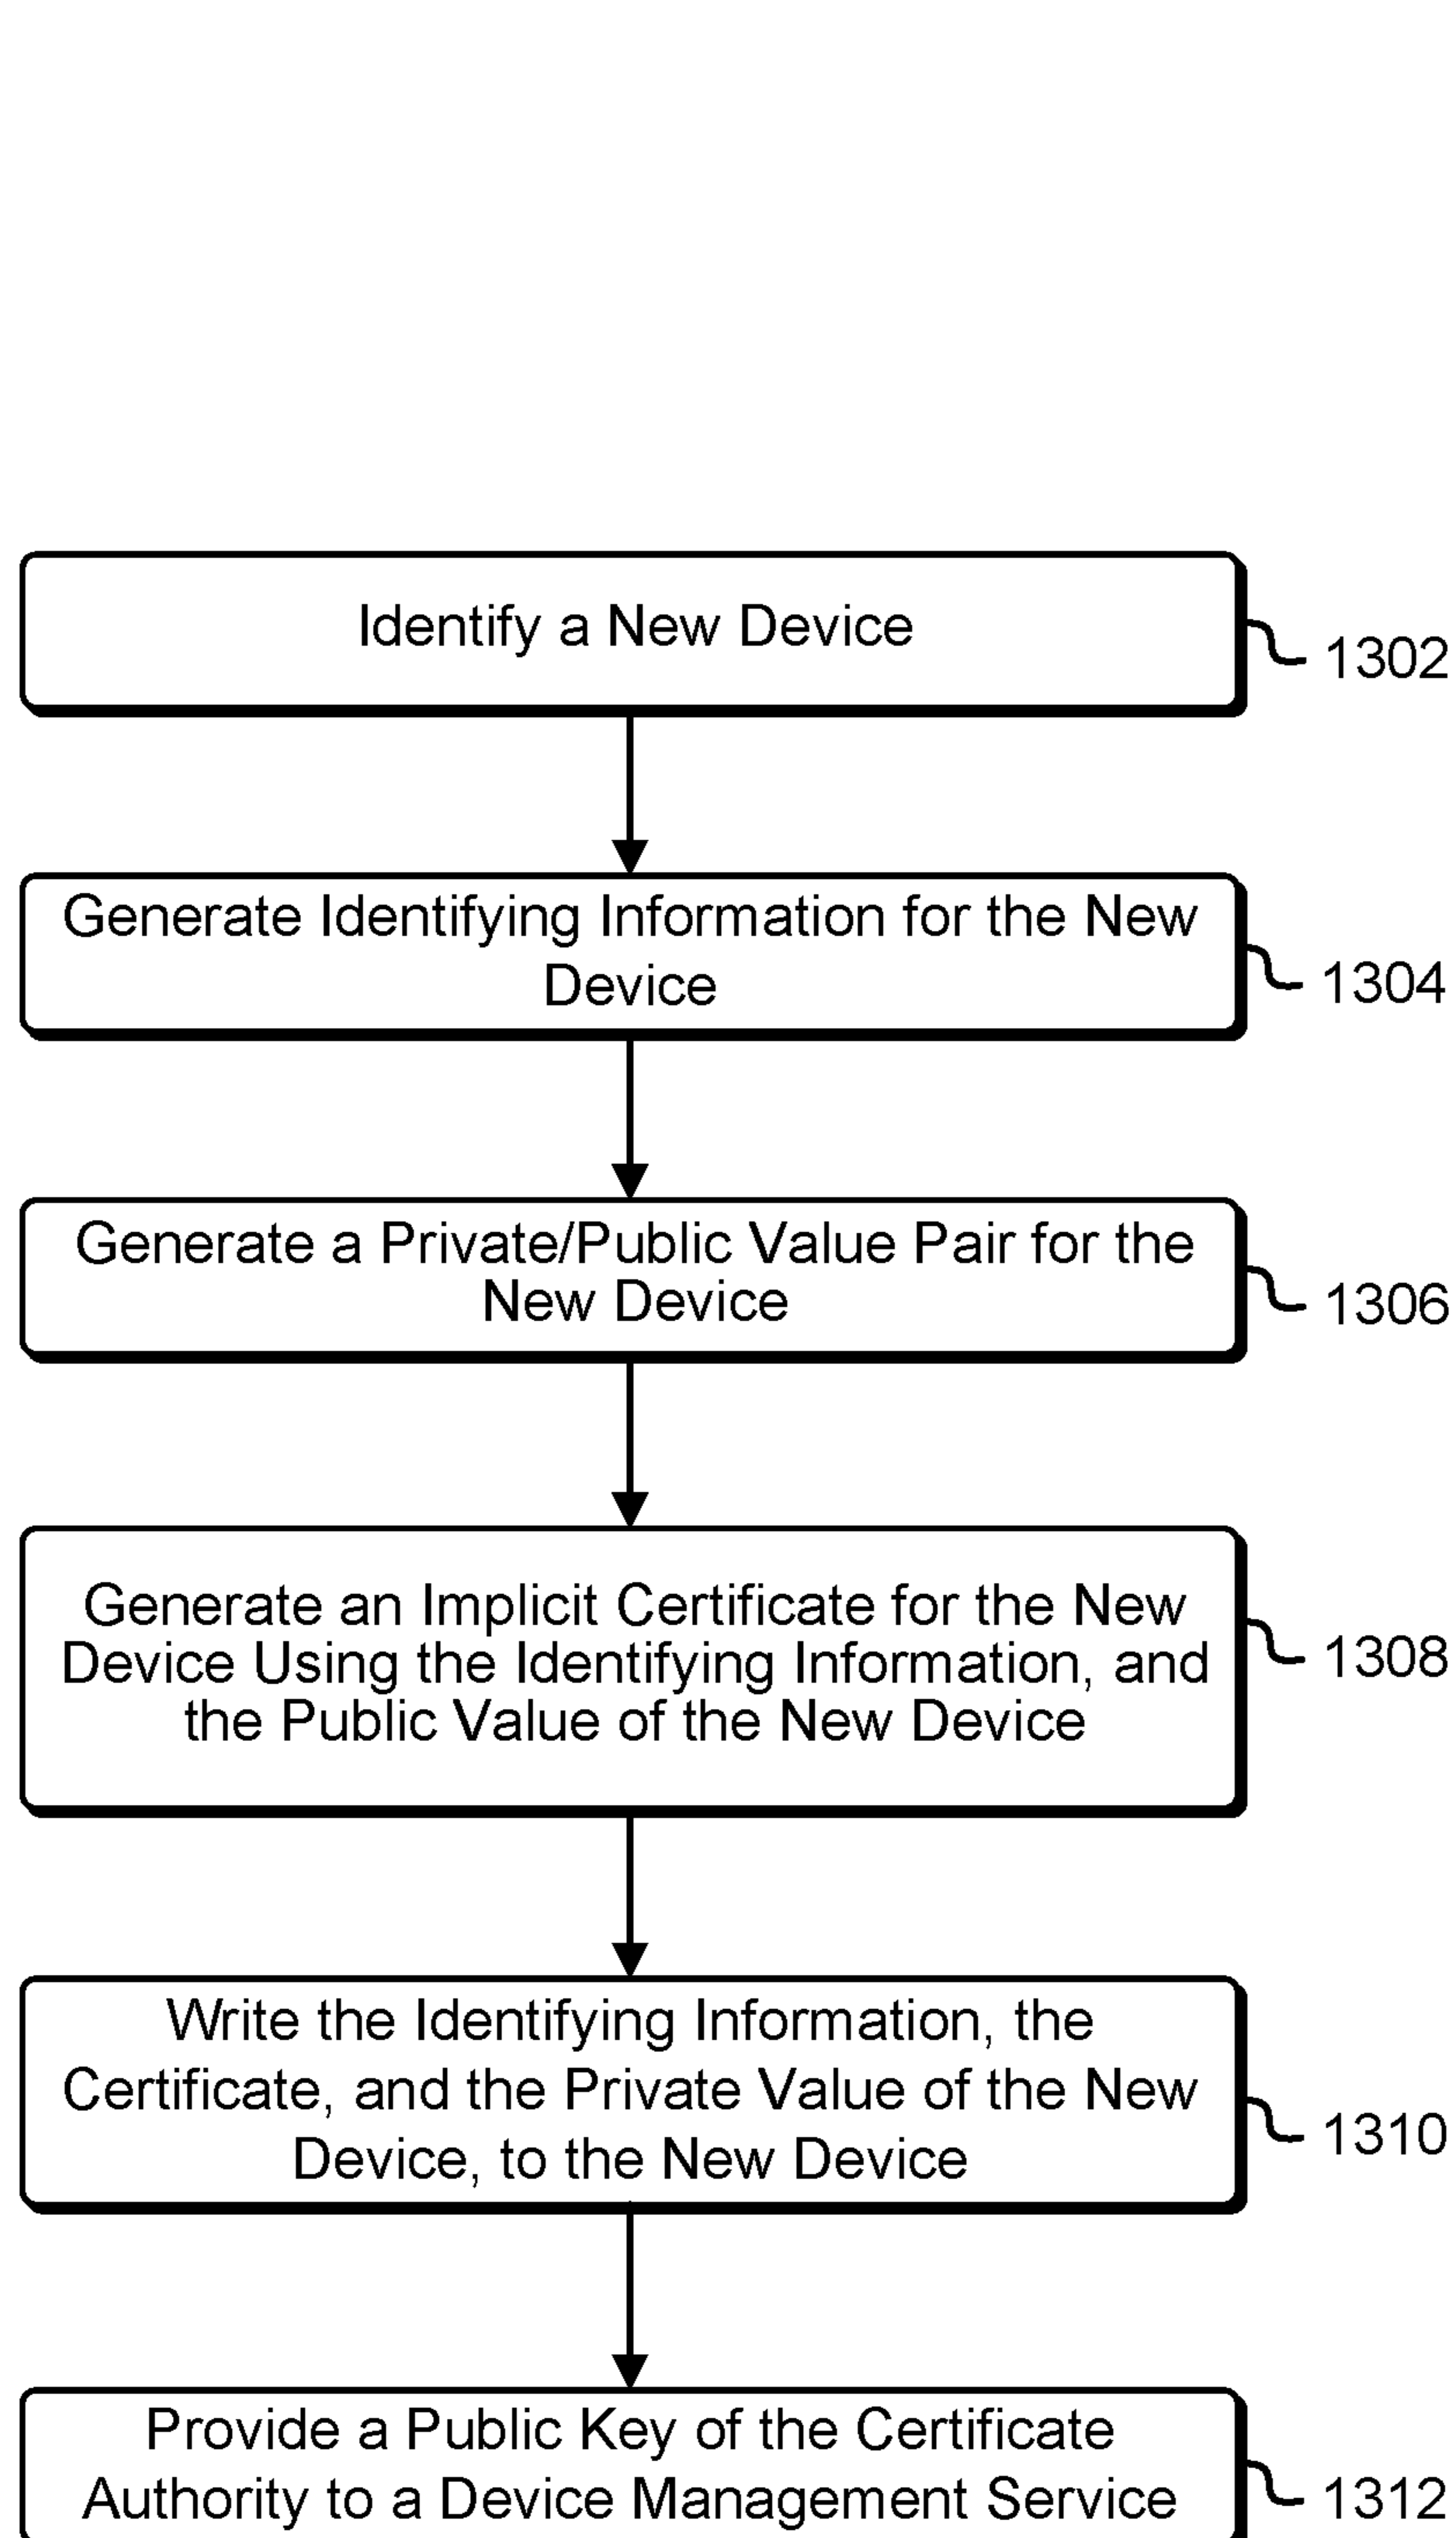 Identify a New Device
1302
Generate Identifying Information for the New
Device
1304
Generate a Private/Public Value Pair for the
New Device
1306
Generate an Implicit Certificate for the New
Device Using the Identifying Information, and
the Public Value of the New Device
1308
Write the Identifying Information, the
Certificate, and the Private Value of the New
Device, to the New Device
1310
Provide a Public Key of the Certificate
Authority to a Device Management Service
1312